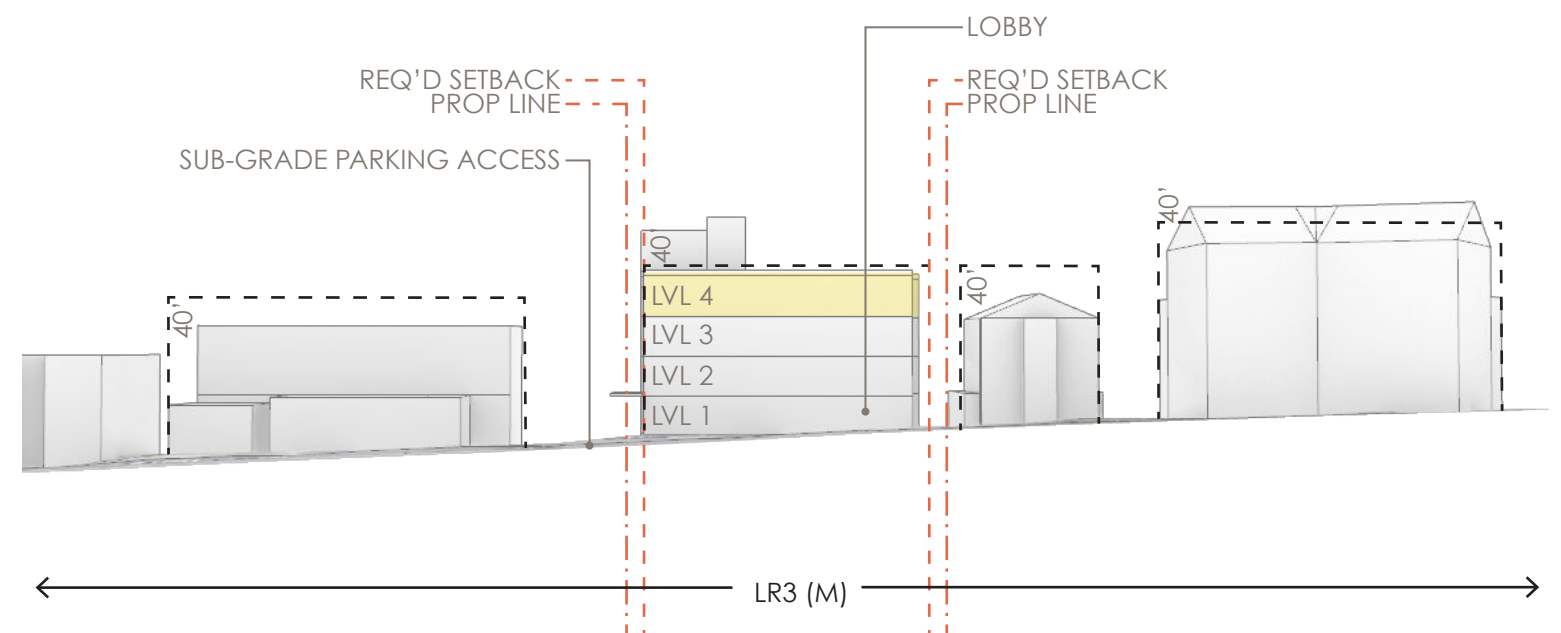 LOBBY
REQ'D SETBACK
PROP LINE
REQ'D SETBACK
PROP LINE
SUB-GRADE PARKING ACCESS
40'
40'
40'
40'
LVL 4
LVL 3
LVL 2
LVL 1
LR3 (M)